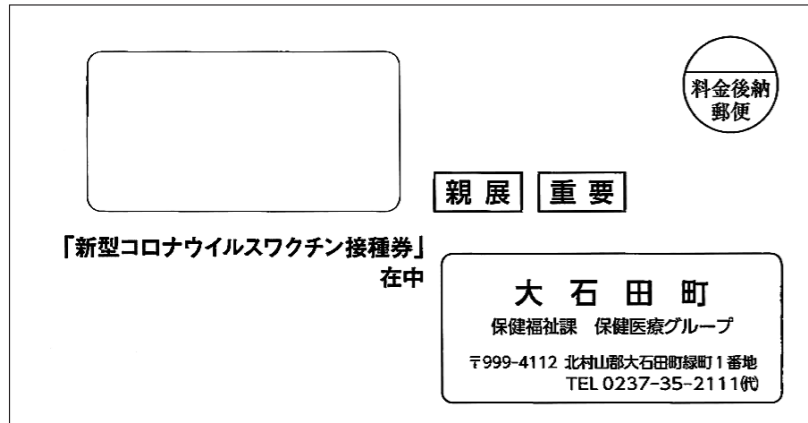 料金後納
郵便
親展 重要
「新型コロナウイルスワクチン接種券」
在中
大石田町
保健福祉課 保健医療グループ
〒999-4112 北村山郡大石田町緑町1番地
TEL 0237-35-2111㈹